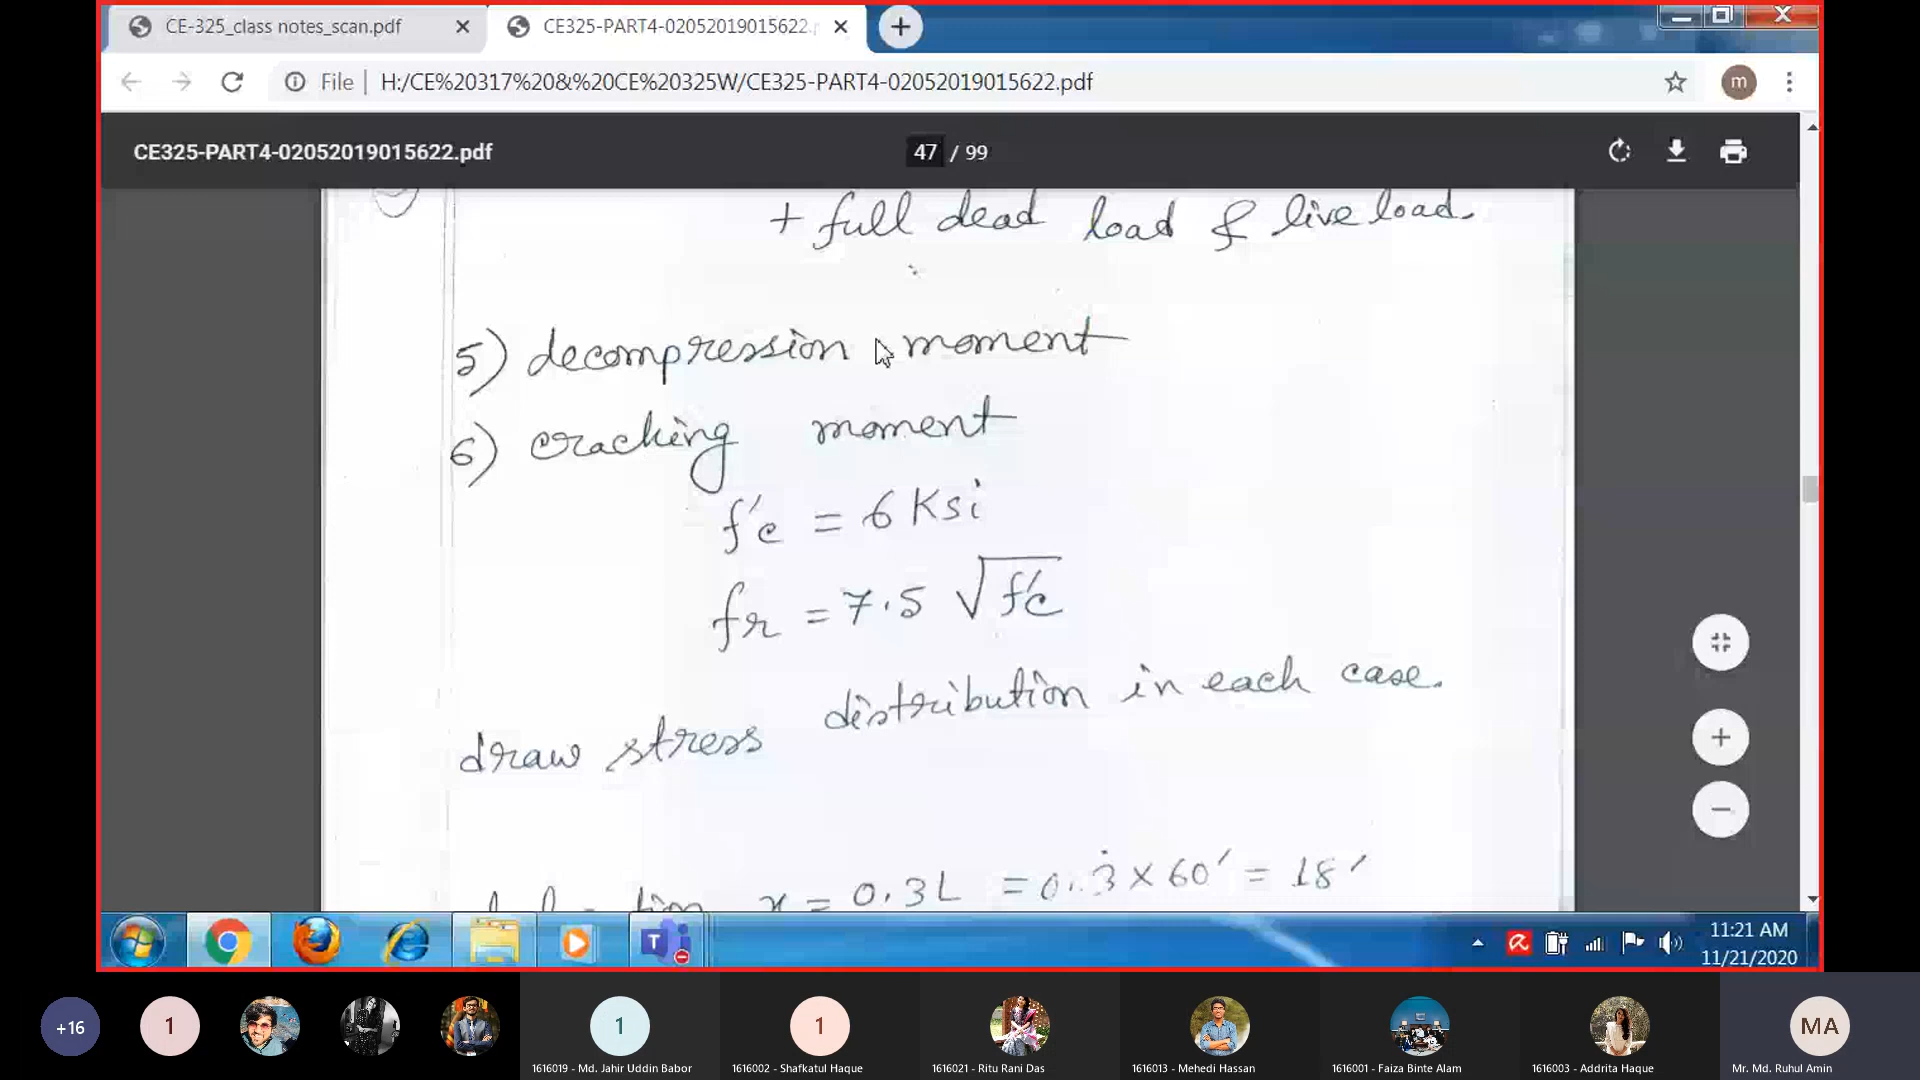 CE-325_class notes_scan.pdf
CE325-PART4-02052019015622.p
File | H:/CE%20317%20&%20CE%20325W/CE325-PART4-02052019015622.pdf
m
CE325-PART4-02052019015622.pdf
47 / 99
+ full dead load & live load.
5) decompression moment
6) cracking moment
f'c = 6 Ksi
fr = 7.5 √f'c
draw stress distribution in each case.
x = 0.3L = 0.3 × 60' = 18'
T
11:21 AM
11/21/2020
+16
1
1
1
MA
1616019 - Md. Jahir Uddin Babor
1616002 - Shafkatul Haque
1616021 - Ritu Rani Das
1616013 - Mehedi Hassan
1616001 - Faiza Binte Alam
1616003 - Addrita Haque
Mr. Md. Ruhul Amin